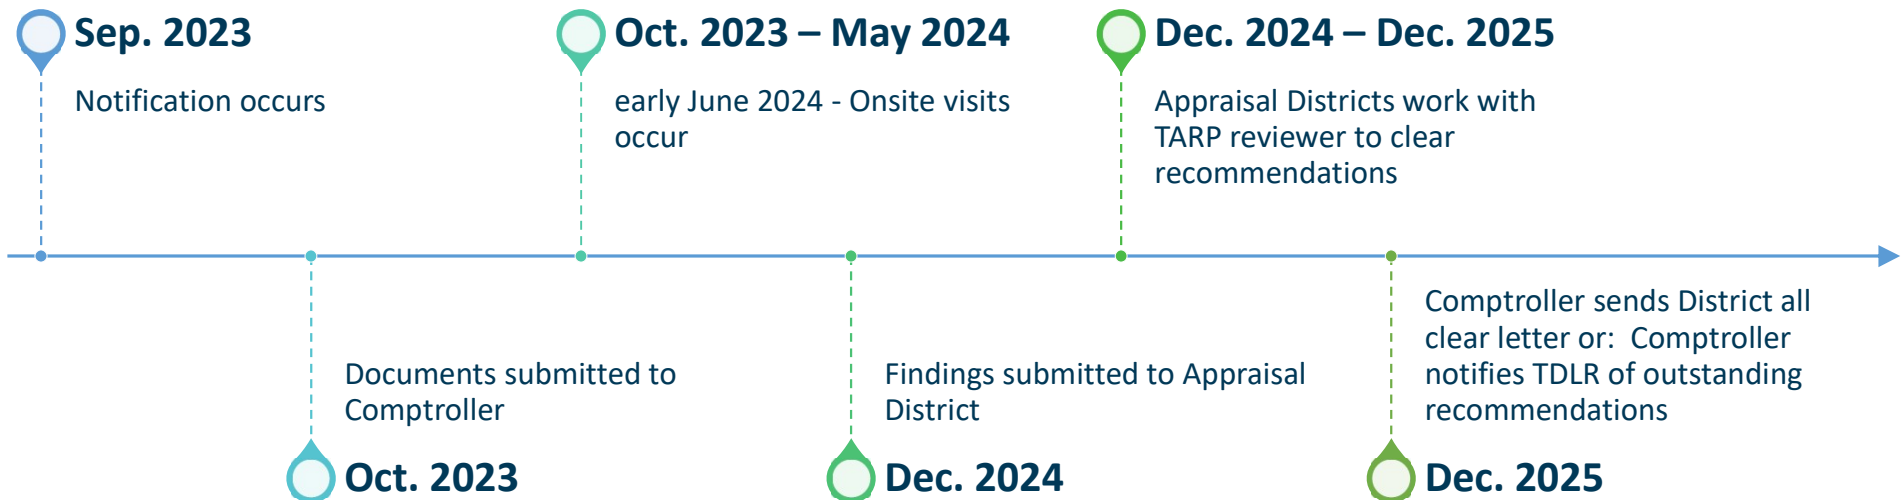 Sep. 2023
Notification occurs
Documents submitted to
Comptroller
Oct. 2023
Oct. 2023 – May 2024
early June 2024 - Onsite visits
occur
Findings submitted to Appraisal
District
Dec. 2024
Dec. 2024 – Dec. 2025
Appraisal Districts work with
TARP reviewer to clear
recommendations
Comptroller sends District all
clear letter or:  Comptroller
notifies TDLR of outstanding
recommendations
Dec. 2025